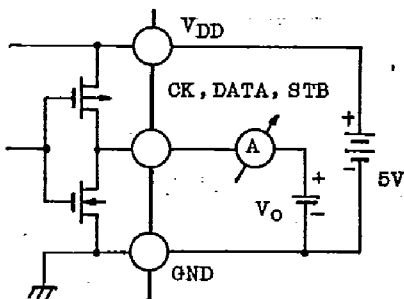 VDD
CK, DATA, STB
A
+
-
5V
+
-
VO
GND